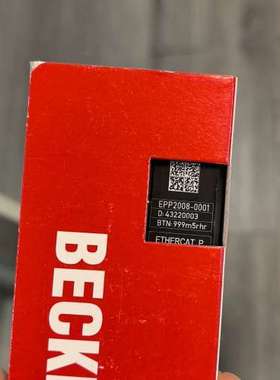 EPP2008-0001
D:43220003
BTN:999m5rhr
ETHERCAT P
BECK